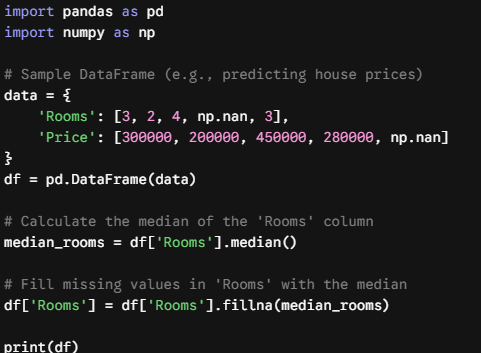 import pandas as pd
import numpy as np
# Sample DataFrame (e.g., predicting house prices)
data = {
    'Rooms': [3, 2, 4, np.nan, 3],
    'Price': [300000, 200000, 450000, 280000, np.nan]
}
df = pd.DataFrame(data)
# Calculate the median of the 'Rooms' column
median_rooms = df['Rooms'].median()
# Fill missing values in 'Rooms' with the median
df['Rooms'] = df['Rooms'].fillna(median_rooms)
print(df)